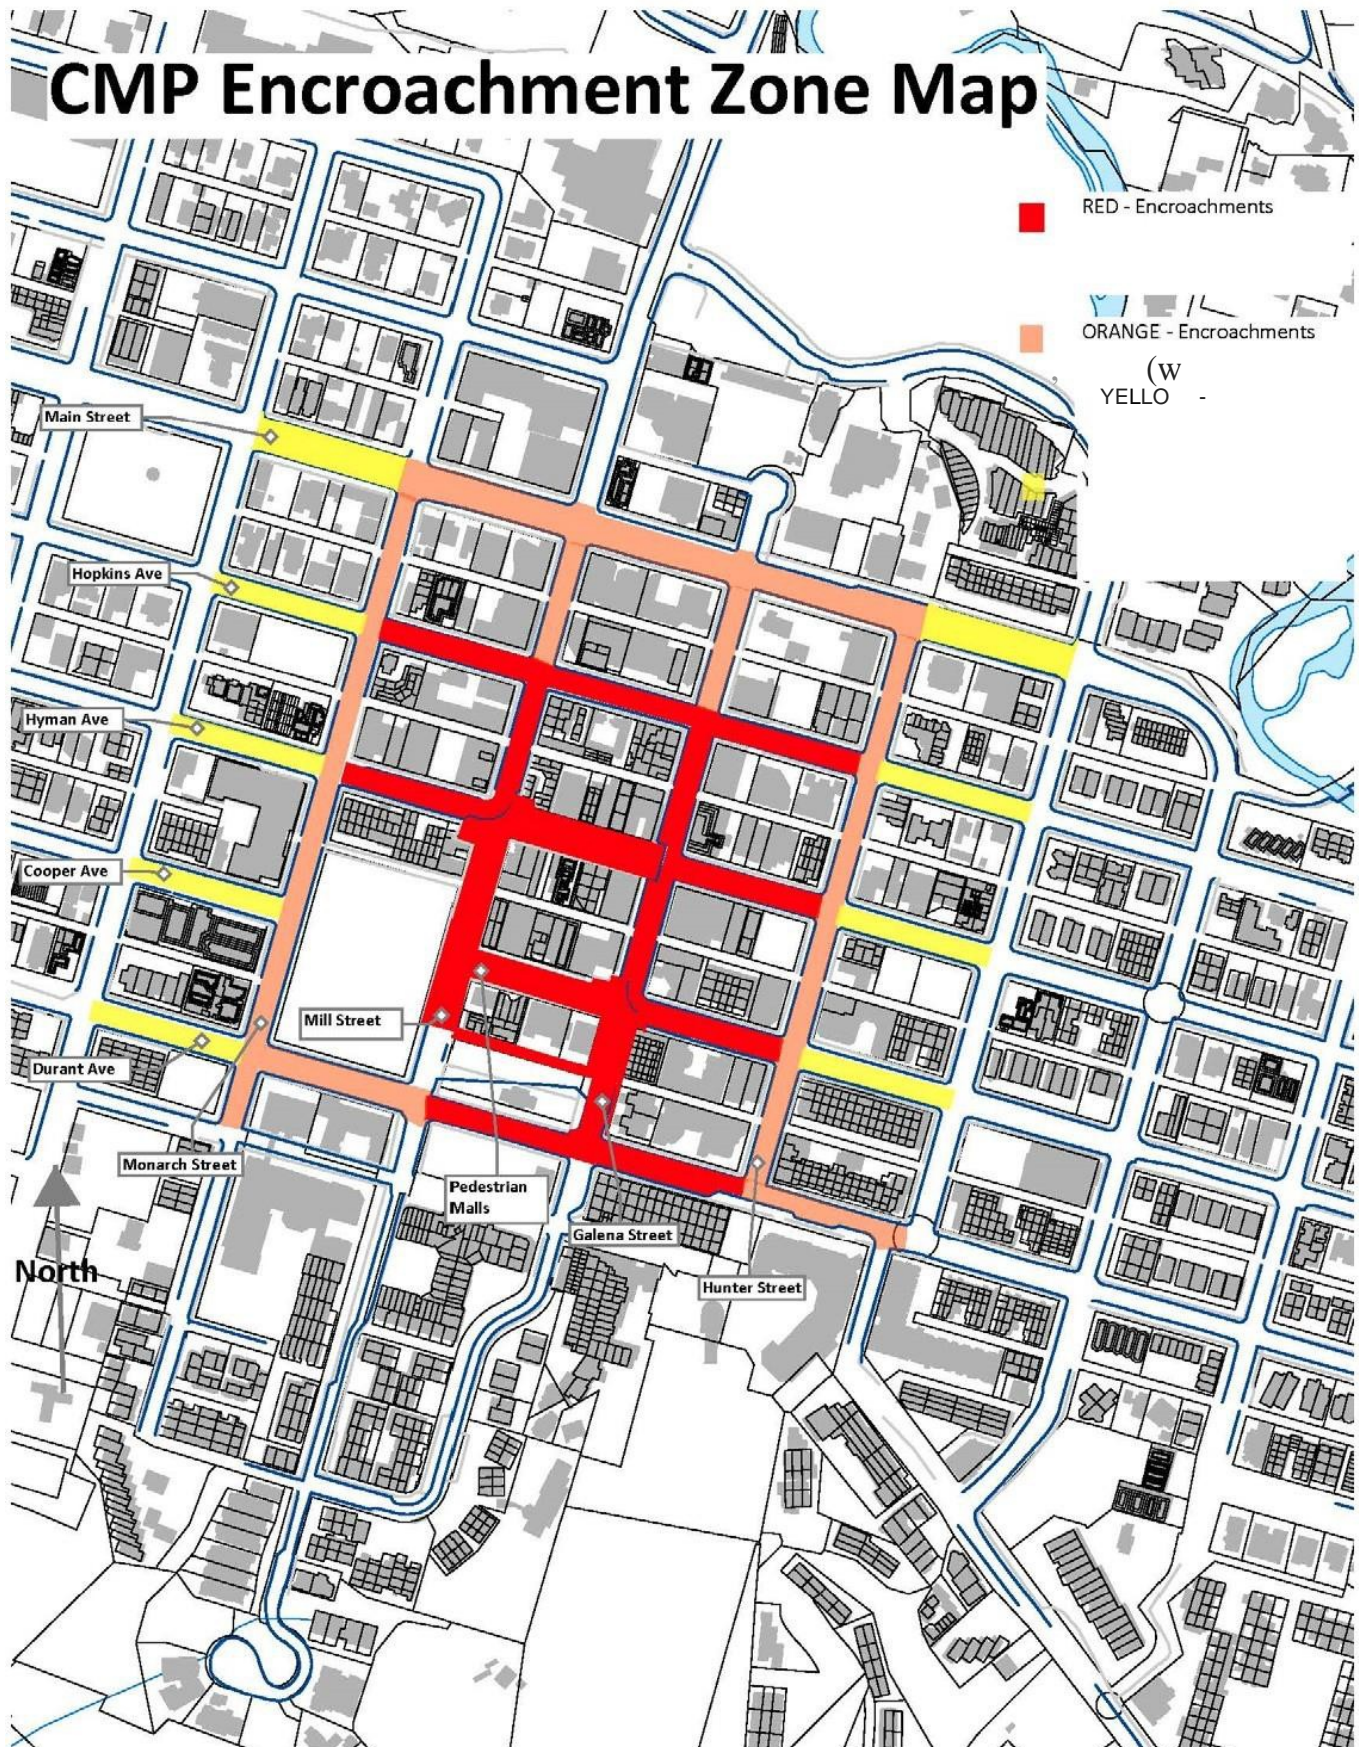 CMP Encroachment Zone Map
RED - Encroachments
ORANGE - Encroachments
(w
YELLO -
Main Street
Hopkins Ave
Hyman Ave
Cooper Ave
Mill Street
Durant Ave
Monarch Street
Pedestrian
Malls
Galena Street
North
Hunter Street